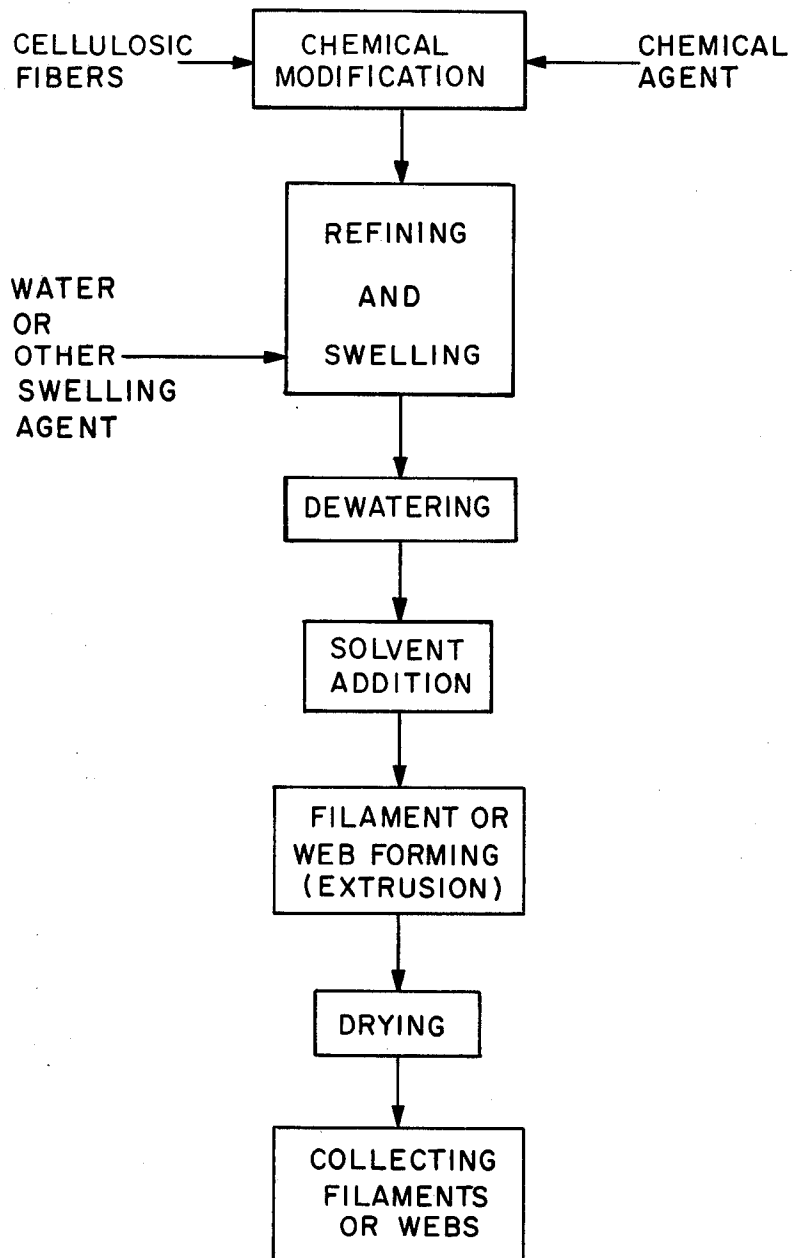 CELLULOSIC
FIBERS
CHEMICAL
MODIFICATION
CHEMICAL
AGENT
REFINING
AND
SWELLING
WATER
OR
OTHER
SWELLING
AGENT
DEWATERING
SOLVENT
ADDITION
FILAMENT OR
WEB FORMING
(EXTRUSION)
DRYING
COLLECTING
FILAMENTS
OR WEBS